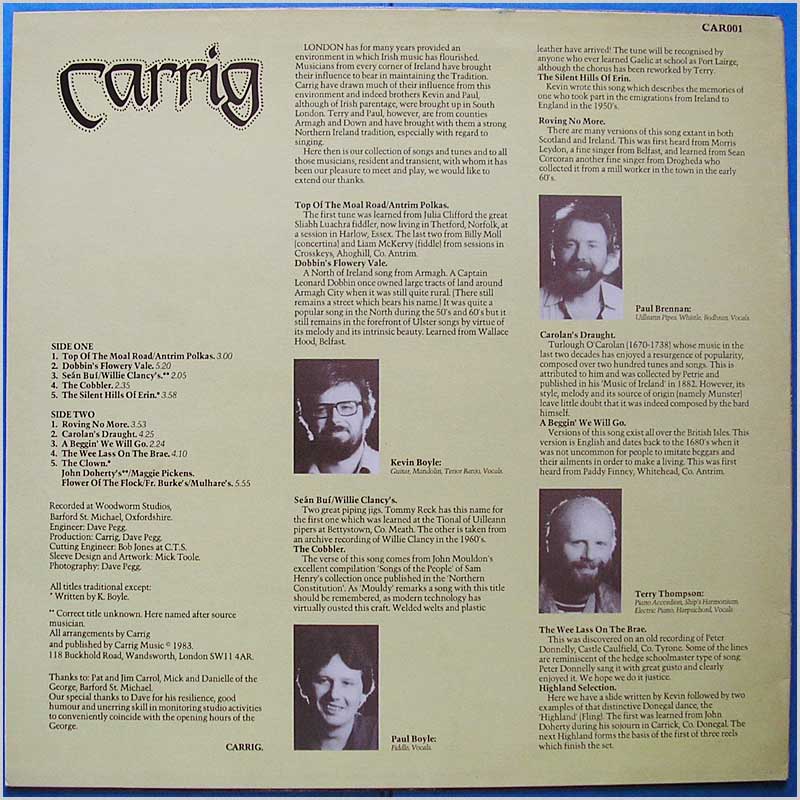 CAR001
carrig
SIDE ONE
1. Top Of The Moal Road/Antrim Polkas. 3.00
2. Dobbin's Flowery Vale. 5.20
3. Seán Buí/Willie Clancy's.** 2.05
4. The Cobbler. 2.35
5. The Silent Hills Of Erin.* 3.58
SIDE TWO
1. Roving No More. 3.53
2. Carolan's Draught. 4.25
3. A Beggin' We Will Go. 2.24
4. The Wee Lass On The Brae. 4.10
5. The Clown.*
John Doherty's**/Maggie Pickens.
Flower Of The Flock/Fr. Burke's/Mulhare's. 5.55
Recorded at Woodworm Studios,
Barford St. Michael, Oxfordshire.
Engineer: Dave Pegg.
Production: Carrig, Dave Pegg.
Cutting Engineer: Bob Jones at C.T.S.
Sleeve Design and Artwork: Mick Toole.
Photography: Dave Pegg.
All titles traditional except:
* Written by K. Boyle.
** Correct title unknown. Here named after source
musician.
All arrangements by Carrig
and published by Carrig Music © 1983.
118 Buckhold Road, Wandsworth, London SW11 4AR.
Thanks to: Pat and Jim Carrol, Mick and Danielle of the
George, Barford St. Michael.
Our special thanks to Dave for his resilience, good
humour and unerring skill in monitoring studio activities
to conveniently coincide with the opening hours of the
George.
CARRIG.
LONDON has for many years provided an
environment in which Irish music has flourished.
Musicians from every corner of Ireland have brought
their influence to bear in maintaining the Tradition.
Carrig have drawn much of their influence from this
environment and indeed brothers Kevin and Paul,
although of Irish parentage, were brought up in South
London. Terry and Paul, however, are from counties
Armagh and Down and have brought with them a strong
Northern Ireland tradition, especially with regard to
singing.
Here then is our collection of songs and tunes and to all
those musicians, resident and transient, with whom it has
been our pleasure to meet and play, we would like to
extend our thanks.
Top Of The Moal Road/Antrim Polkas.
The first tune was learned from Julia Clifford the great
Sliabh Luachra fiddler, now living in Thetford, Norfolk, at
a session in Harlow, Essex. The last two from Billy Moll
(concertina) and Liam McKervy (fiddle) from sessions in
Crosskeys, Ahoghill, Co. Antrim.
Dobbin's Flowery Vale.
A North of Ireland song from Armagh. A Captain
Leonard Dobbin once owned large tracts of land around
Armagh City when it was still quite rural. (There still
remains a street which bears his name.) It was quite a
popular song in the North during the 50's and 60's but it
still remains in the forefront of Ulster songs by virtue of
its melody and its intrinsic beauty. Learned from Wallace
Hood, Belfast.
Kevin Boyle:
Guitar, Mandolin, Tenor Banjo, Vocals.
Seán Buí/Willie Clancy's.
Two great piping jigs. Tommy Reck has this name for
the first one which was learned at the Tional of Uilleann
pipers at Bettystown, Co. Meath. The other is taken from
an archive recording of Willie Clancy in the 1960's.
The Cobbler.
The verse of this song comes from John Mouldon's
excellent compilation 'Songs of the People' of Sam
Henry's collection once published in the 'Northern
Constitution'. As 'Mouldy' remarks a song with this title
should be remembered, as modern technology has
virtually ousted this craft. Welded welts and plastic
Paul Boyle:
Fiddle, Vocals.
leather have arrived! The tune will be recognised by
anyone who ever learned Gaelic at school as Port Lairge,
although the chorus has been reworked by Terry.
The Silent Hills Of Erin.
Kevin wrote this song which describes the memories of
one who took part in the emigrations from Ireland to
England in the 1950's.
Roving No More.
There are many versions of this song extant in both
Scotland and Ireland. This was first heard from Morris
Leydon, a fine singer from Belfast, and learned from Sean
Corcoran another fine singer from Drogheda who
collected it from a mill worker in the town in the early
60's.
Paul Brennan:
Uilleann Pipes, Whistle, Bodhran, Vocals.
Carolan's Draught.
Turlough O'Carolan (1670-1738) whose music in the
last two decades has enjoyed a resurgence of popularity,
composed over two hundred tunes and songs. This is
attributed to him and was collected by Petrie and
published in his 'Music of Ireland' in 1882. However, its
style, melody and its source of origin (namely Munster)
leave little doubt that it was indeed composed by the bard
himself.
A Beggin' We Will Go.
Versions of this song exist all over the British Isles. This
version is English and dates back to the 1680's when it
was not uncommon for people to imitate beggars and
their ailments in order to make a living. This was first
heard from Paddy Finney, Whitehead, Co. Antrim.
Terry Thompson:
Piano Accordion, Ship's Harmonium,
Electric Piano, Harpsichord, Vocals
The Wee Lass On The Brae.
This was discovered on an old recording of Peter
Donnelly, Castle Caulfield, Co. Tyrone. Some of the lines
are reminiscent of the hedge schoolmaster type of song.
Peter Donnelly sang it with great gusto and clearly
enjoyed it. We hope we do it justice.
Highland Selection.
Here we have a slide written by Kevin followed by two
examples of that distinctive Donegal dance, the
'Highland' (Fling). The first was learned from John
Doherty during his sojourn in Carrick, Co. Donegal. The
next Highland forms the basis of the first of three reels
which finish the set.